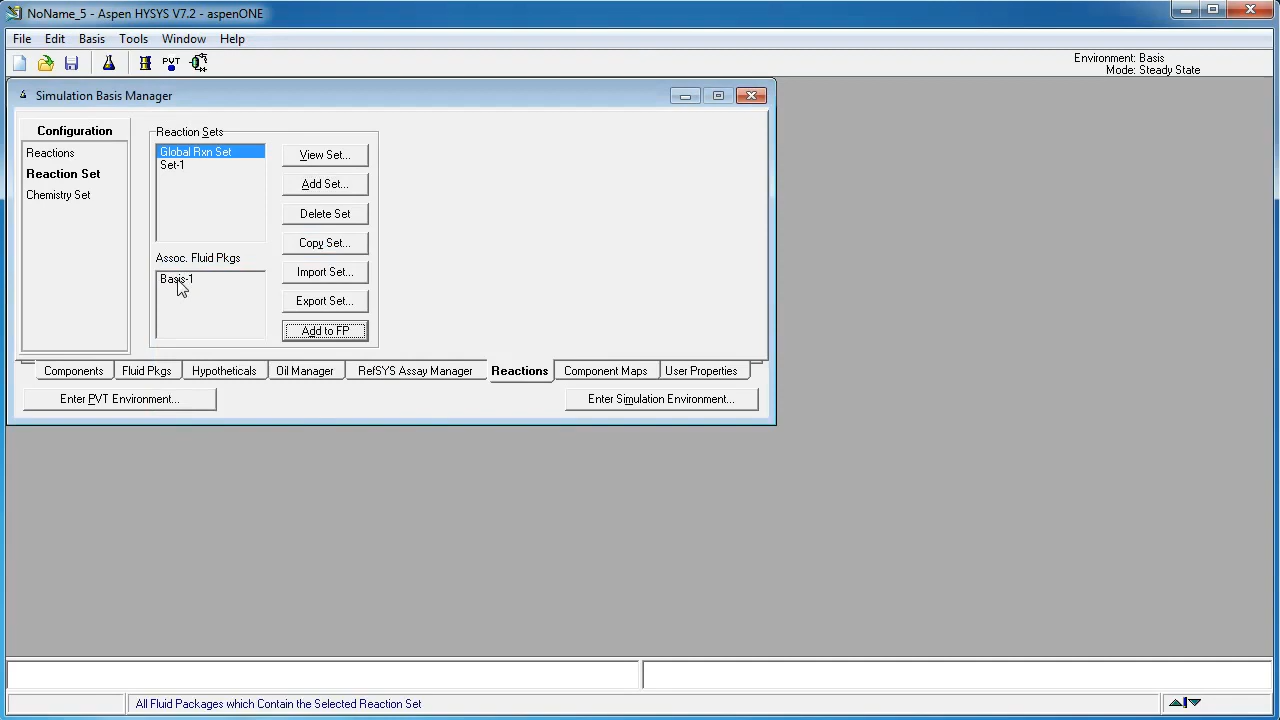 NoName_5 - Aspen HYSYS V7.2 - aspenONE
File Edit Basis Tools Window Help
PVT
Environment: Basis
Mode: Steady State
Simulation Basis Manager
Configuration
Reactions
Reaction Set
Chemistry Set
Reaction Sets
Global Rxn Set
Set-1
View Set...
Add Set...
Delete Set
Copy Set...
Import Set...
Export Set...
Add to FP
Assoc. Fluid Pkgs
Basis-1
Components Fluid Pkgs Hypotheticals Oil Manager RefSYS Assay Manager Reactions Component Maps User Properties
Enter PVT Environment... Enter Simulation Environment...
All Fluid Packages which Contain the Selected Reaction Set